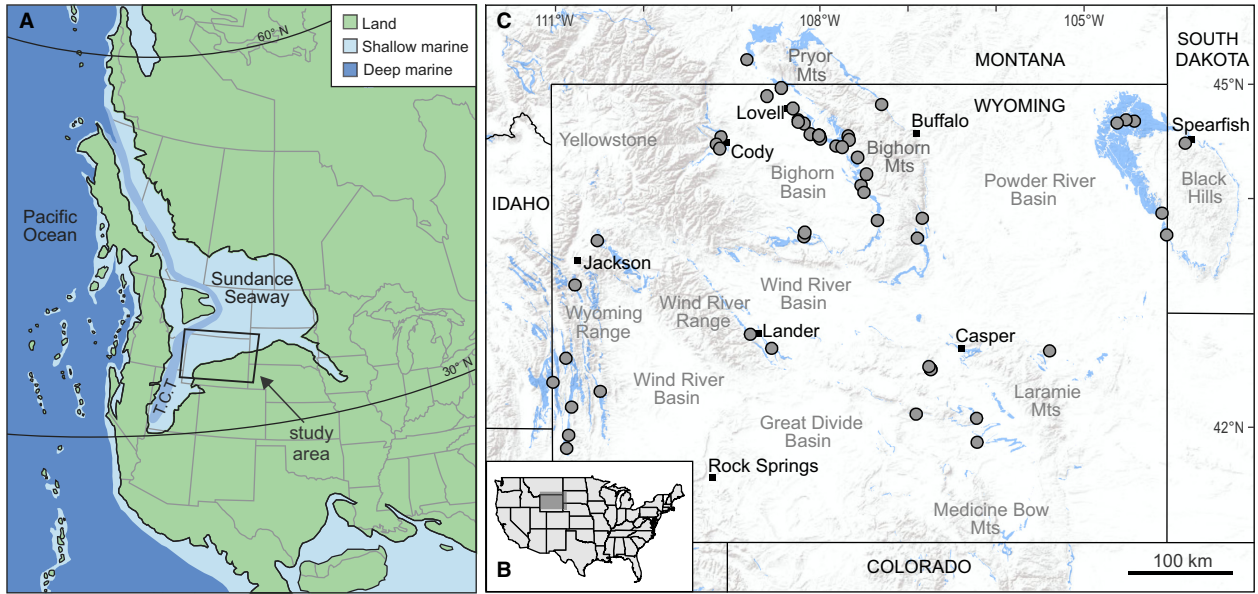 A
60° N
Land
Shallow marine
Deep marine
Pacific
Ocean
Sundance
Seaway
T.C.T.
30° N
study
area
B
C
111°W
108°W
105°W
Pryor
Mts
MONTANA
SOUTH
DAKOTA
45°N
WYOMING
Lovell
Buffalo
Spearfish
Yellowstone
Cody
Bighorn
Mts
Bighorn
Basin
Powder River
Basin
Black
Hills
IDAHO
Jackson
Wind River
Basin
Wyoming
Range
Wind River
Range
Lander
Casper
Wind River
Basin
Laramie
Mts
Great Divide
Basin
42°N
Rock Springs
Medicine Bow
Mts
COLORADO
100 km